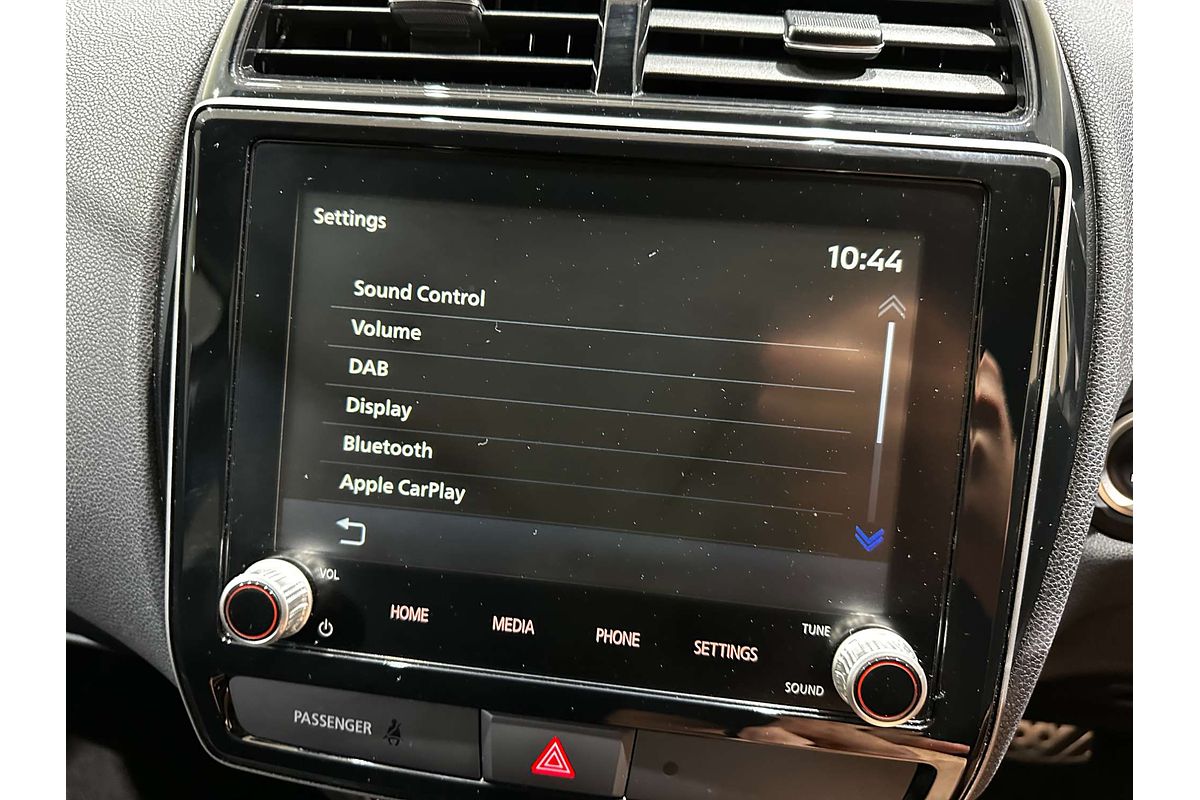 Settings
10:44
Sound Control
Volume
DAB
Display
Bluetooth
Apple CarPlay
VOL
HOME
MEDIA
PHONE
SETTINGS
TUNE
SOUND
PASSENGER